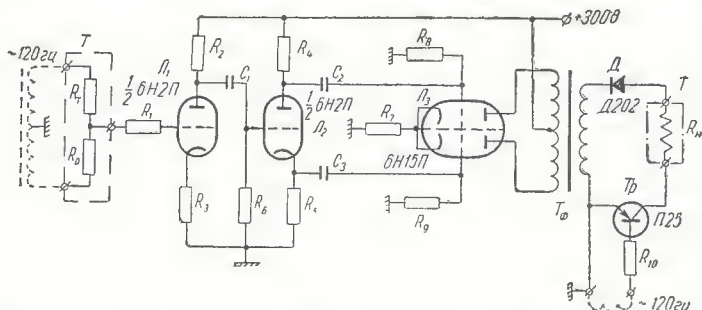 ~120гц
T
R₇
R₀
R₁
Л₁
½ 6Н2П
R₂
R₃
C₁
R₆
R₄
½ 6Н2П
Л₂
R₅
C₂
C₃
R₈
R₇
Л₃
6Н15П
R₉
+300в
Tф
Д
Д202
T
Rн
Тр
П25
R₁₀
~120гц